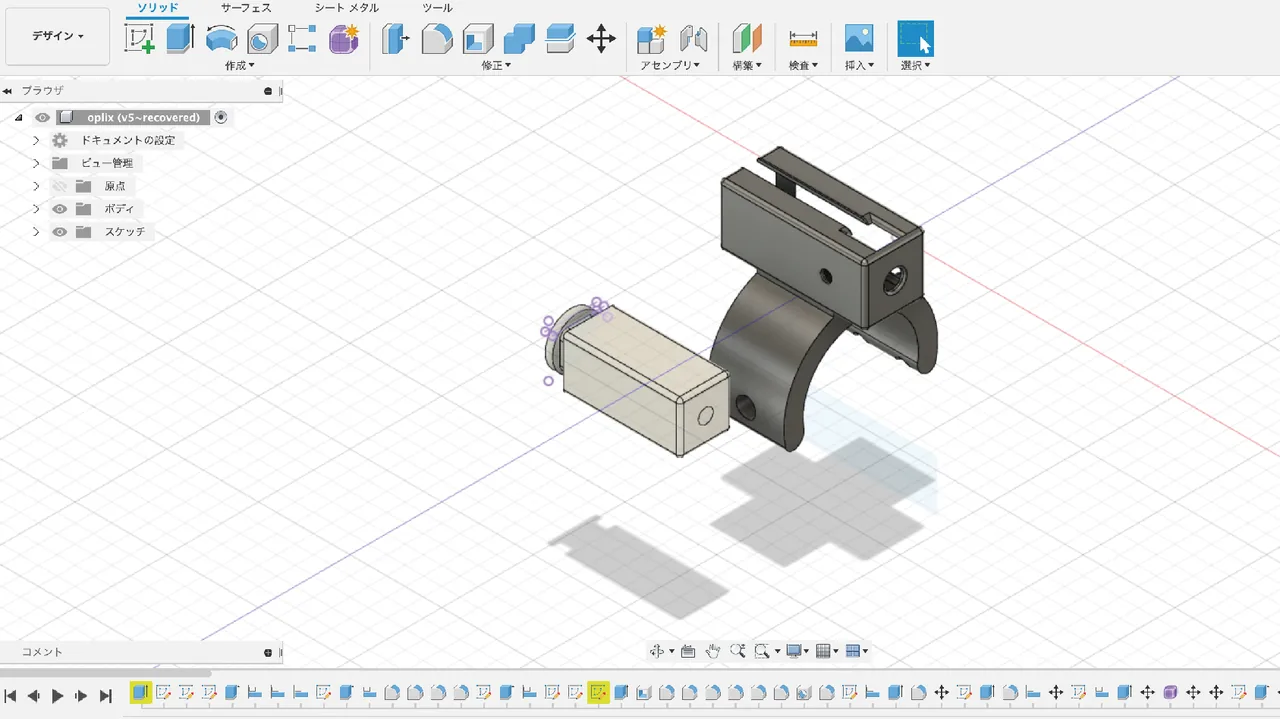 ソリッド サーフェス シート メタル ツール
デザイン
作成 修正 アセンブリ 構築 検査 挿入 選択
ブラウザ
oplix (v5~recovered)
ドキュメントの設定
ビュー管理
原点
ボディ
スケッチ
コメント